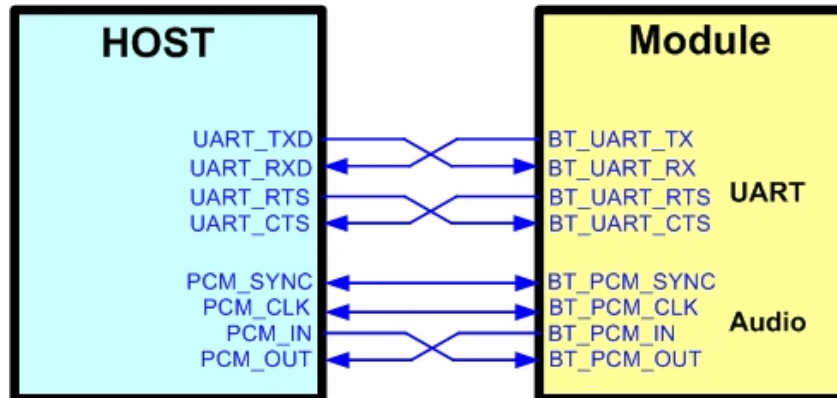 HOST
Module
UART_TXD
BT_UART_TX
UART_RXD
BT_UART_RX
UART_RTS
BT_UART_RTS
UART
UART_CTS
BT_UART_CTS
PCM_SYNC
BT_PCM_SYNC
PCM_CLK
BT_PCM_CLK
Audio
PCM_IN
BT_PCM_IN
PCM_OUT
BT_PCM_OUT